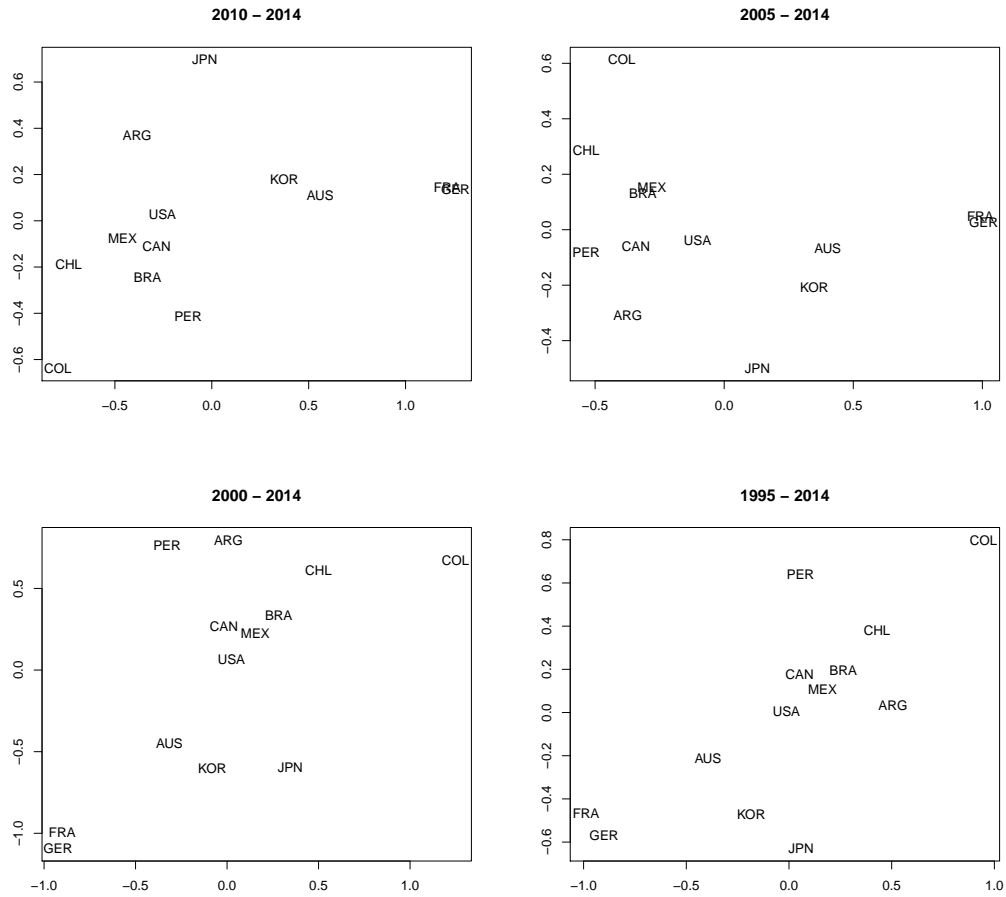 2010 – 2014
0.6
0.4
0.2
0.0
−0.2
−0.4
−0.6
JPN
ARG
KOR
AUS
FRA
GER
USA
MEX
CAN
CHL
BRA
PER
COL
−0.5
0.0
0.5
1.0
2005 – 2014
0.6
0.4
0.2
0.0
−0.2
−0.4
COL
CHL
MEX
BRA
FRA
GER
PER
CAN
USA
AUS
KOR
ARG
JPN
−0.5
0.0
0.5
1.0
2000 – 2014
0.5
0.0
−0.5
−1.0
PER
ARG
COL
CHL
BRA
CAN
MEX
USA
AUS
KOR
JPN
FRA
GER
−1.0
−0.5
0.0
0.5
1.0
1995 – 2014
0.8
0.6
0.4
0.2
0.0
−0.2
−0.4
−0.6
COL
PER
CHL
BRA
CAN
MEX
ARG
USA
AUS
FRA
KOR
GER
JPN
−1.0
−0.5
0.0
0.5
1.0